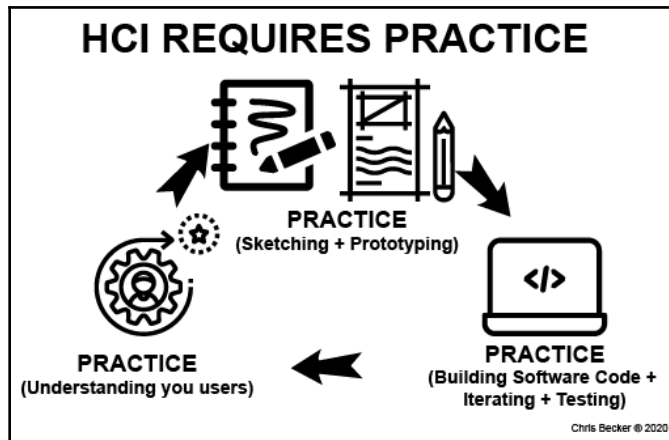 HCI REQUIRES PRACTICE
PRACTICE
(Sketching + Prototyping)
</>
PRACTICE
(Understanding you users)
PRACTICE
(Building Software Code +
Iterating + Testing)
Chris Becker ® 2020